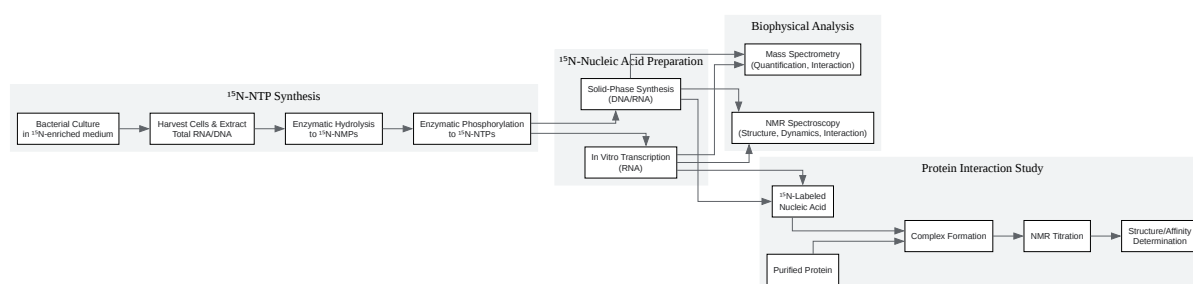 ¹⁵N-NTP Synthesis
Bacterial Culture
in ¹⁵N-enriched medium
Harvest Cells & Extract
Total RNA/DNA
Enzymatic Hydrolysis
to ¹⁵N-NMPs
Enzymatic Phosphorylation
to ¹⁵N-NTPs
¹⁵N-Nucleic Acid Preparation
Solid-Phase Synthesis
(DNA/RNA)
In Vitro Transcription
(RNA)
Biophysical Analysis
Mass Spectrometry
(Quantification, Interaction)
NMR Spectroscopy
(Structure, Dynamics, Interaction)
Protein Interaction Study
¹⁵N-Labeled
Nucleic Acid
Purified Protein
Complex Formation
NMR Titration
Structure/Affinity
Determination